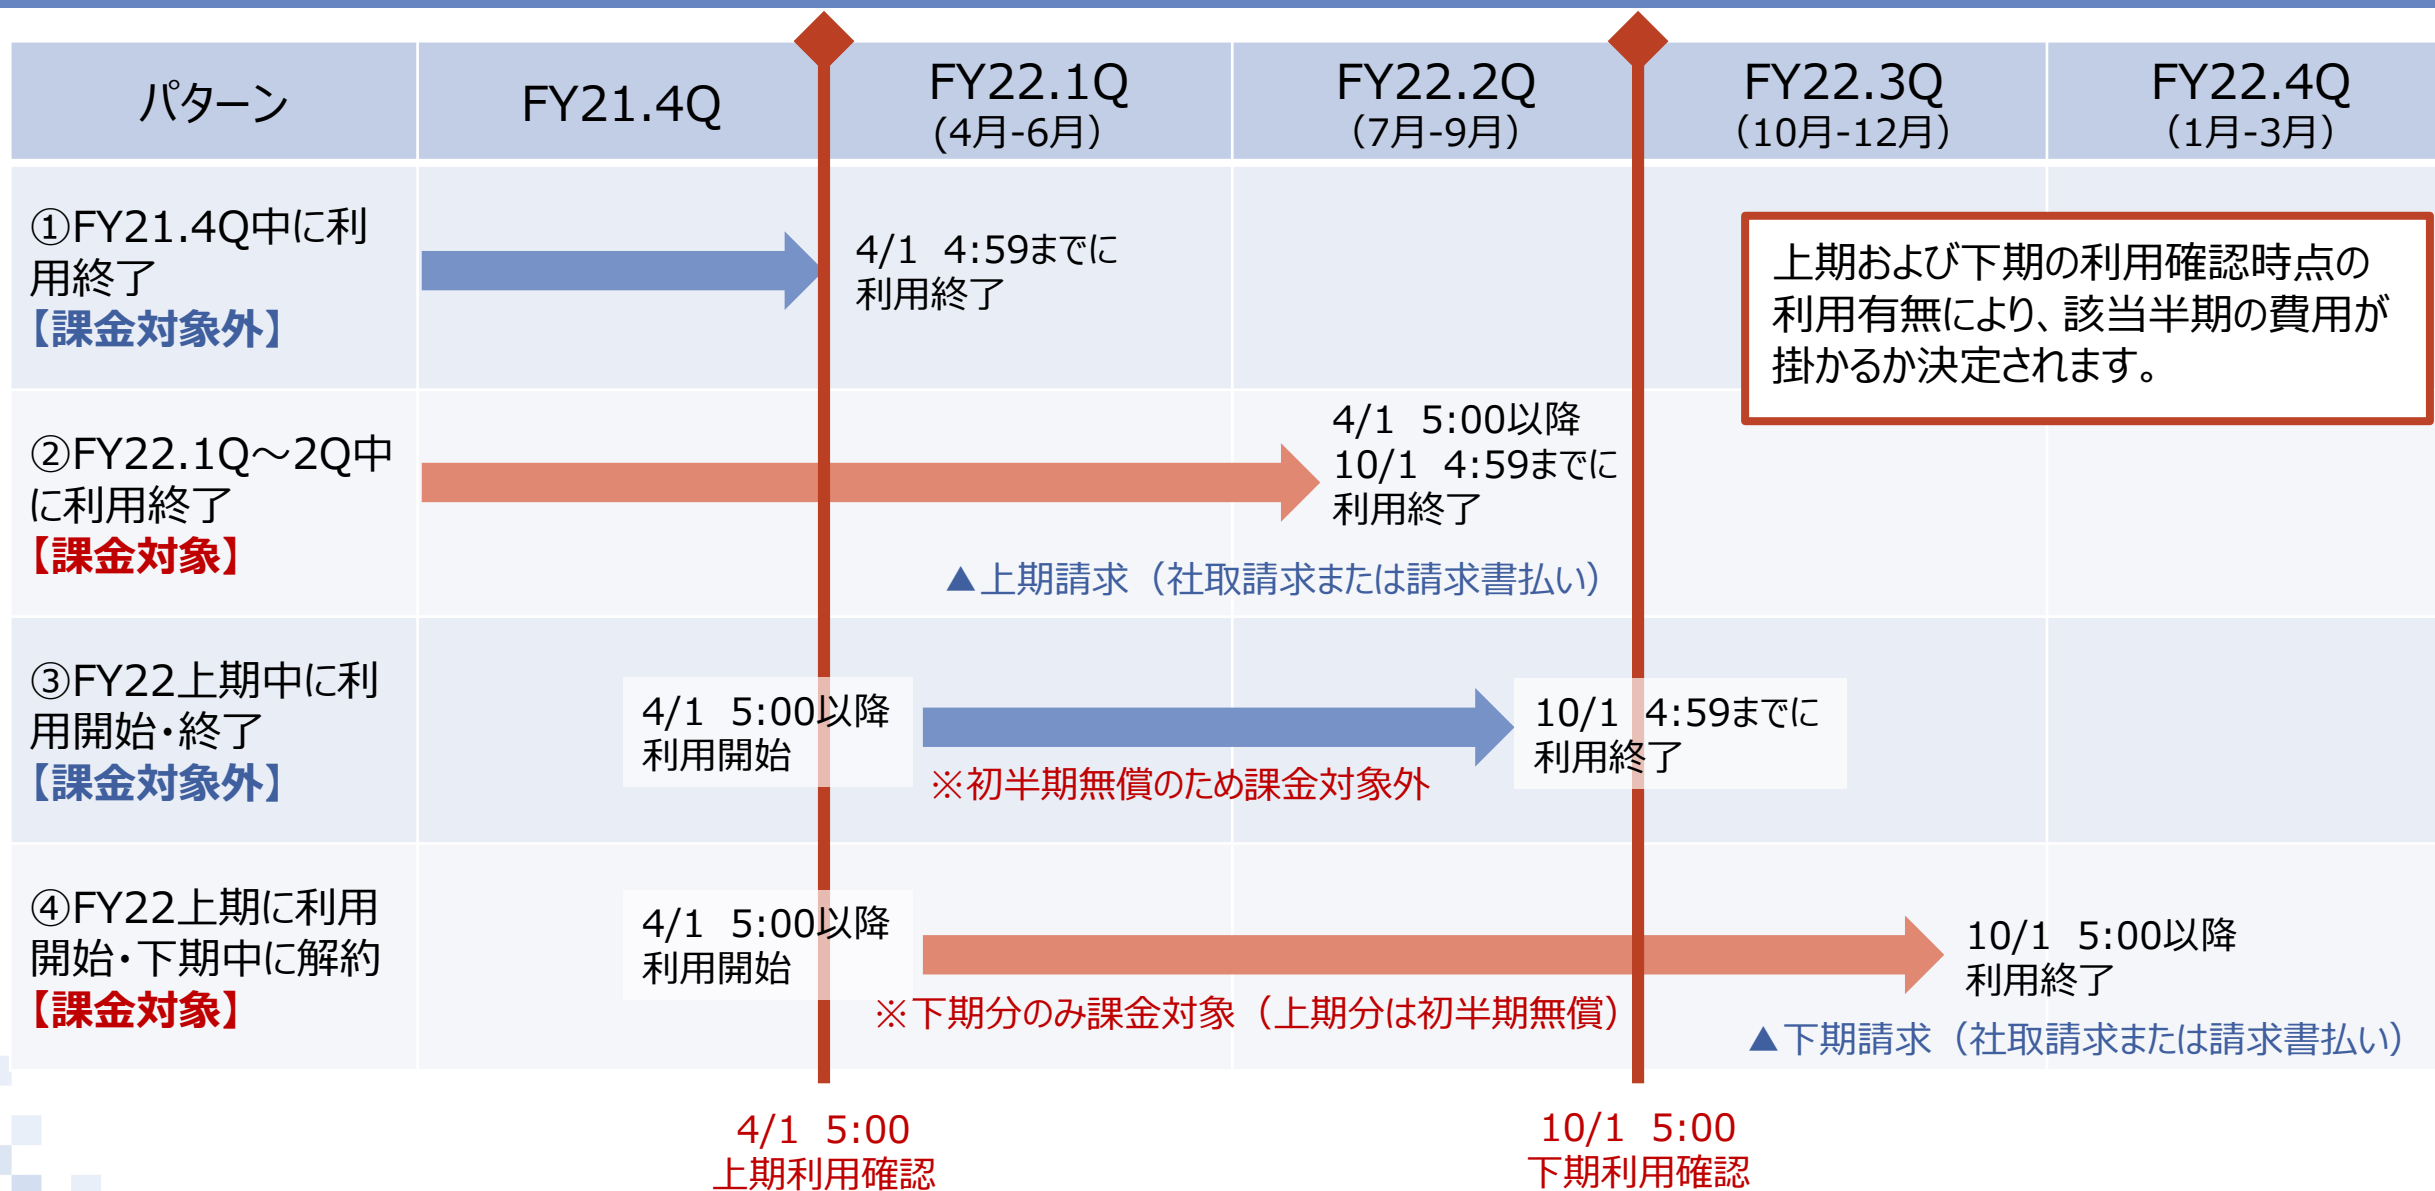 パターン
FY21.4Q
FY22.1Q
(4月-6月）
FY22.2Q
（7月-9月）
FY22.3Q
（10月-12月）
FY22.4Q
（1月-3月）
①FY21.4Q中に利
用終了
【課金対象外】
4/1 4:59までに
利用終了
上期および下期の利用確認時点の
利用有無により、該当半期の費用が
掛かるか決定されます。
②FY22.1Q～2Q中
に利用終了
【課金対象】
4/1 5:00以降
10/1 4:59までに
利用終了
▲上期請求（社取請求または請求書払い）
③FY22上期中に利
用開始・終了
【課金対象外】
4/1 5:00以降
利用開始
※初半期無償のため課金対象外
10/1 4:59までに
利用終了
④FY22上期に利用
開始・下期中に解約
【課金対象】
4/1 5:00以降
利用開始
※下期分のみ課金対象（上期分は初半期無償）
10/1 5:00以降
利用終了
▲下期請求（社取請求または請求書払い）
4/1 5:00
上期利用確認
10/1 5:00
下期利用確認